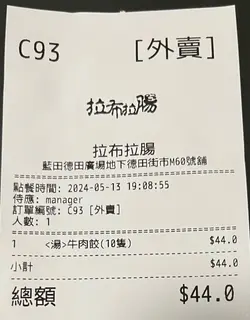 C93 [外賣]
拉布拉腸
拉布拉腸
藍田德田廣場地下德田街市M60號舖
點餐時間: 2024-05-13 19:08:55
侍應: manager
訂單編號: C93 [外賣]
人數: 1
1 <湯>牛肉餃(10隻) $44.0
小計 $44.0
總額 $44.0